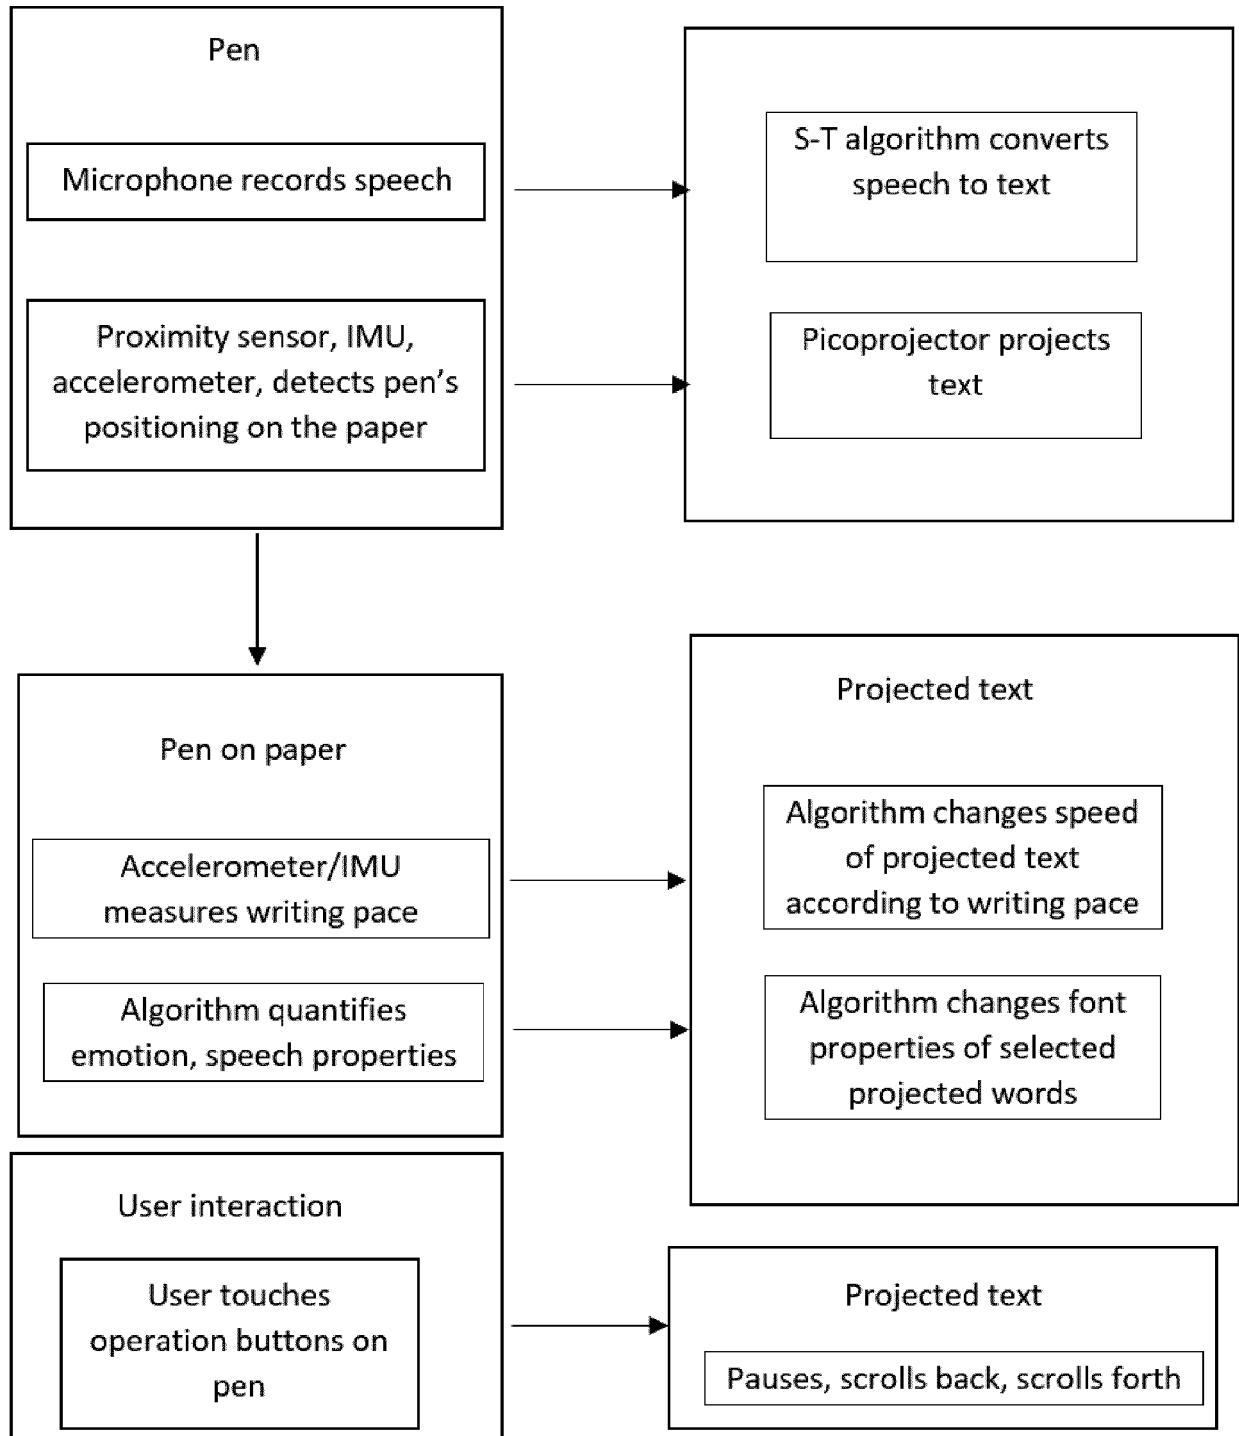 Pen
Microphone records speech
Proximity sensor, IMU,
accelerometer, detects pen's
positioning on the paper
S-T algorithm converts
speech to text
Picoprojector projects
text
Pen on paper
Accelerometer/IMU
measures writing pace
Algorithm quantifies
emotion, speech properties
Projected text
Algorithm changes speed
of projected text
according to writing pace
Algorithm changes font
properties of selected
projected words
User interaction
User touches
operation buttons on
pen
Projected text
Pauses, scrolls back, scrolls forth